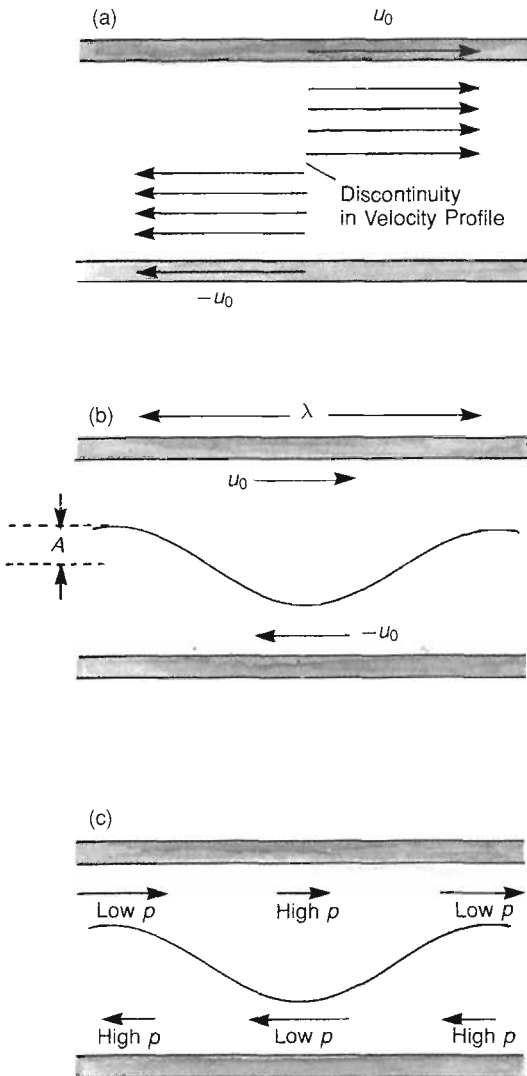 (a)
u₀
Discontinuity
in Velocity Profile
−u₀
(b)
λ
u₀
A
−u₀
(c)
Low p High p Low p
High p Low p High p